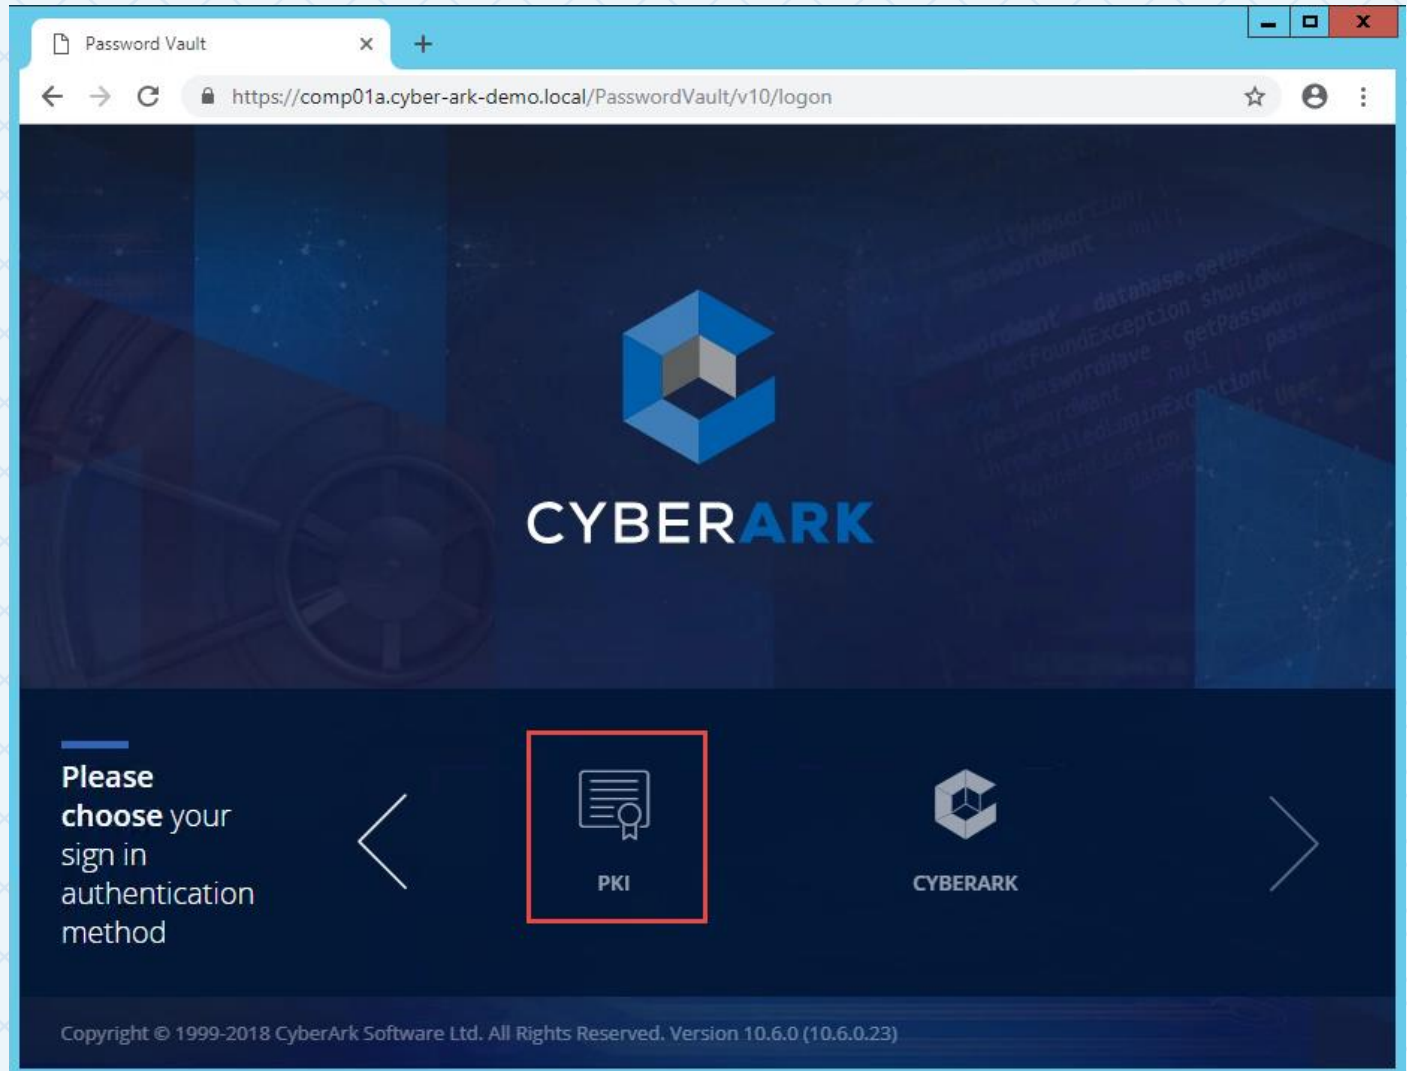 Password Vault
https://comp01a.cyber-ark-demo.local/PasswordVault/v10/logon
CYBERARK
Please
choose your
sign in
authentication
method
PKI
CYBERARK
Copyright © 1999-2018 CyberArk Software Ltd. All Rights Reserved. Version 10.6.0 (10.6.0.23)